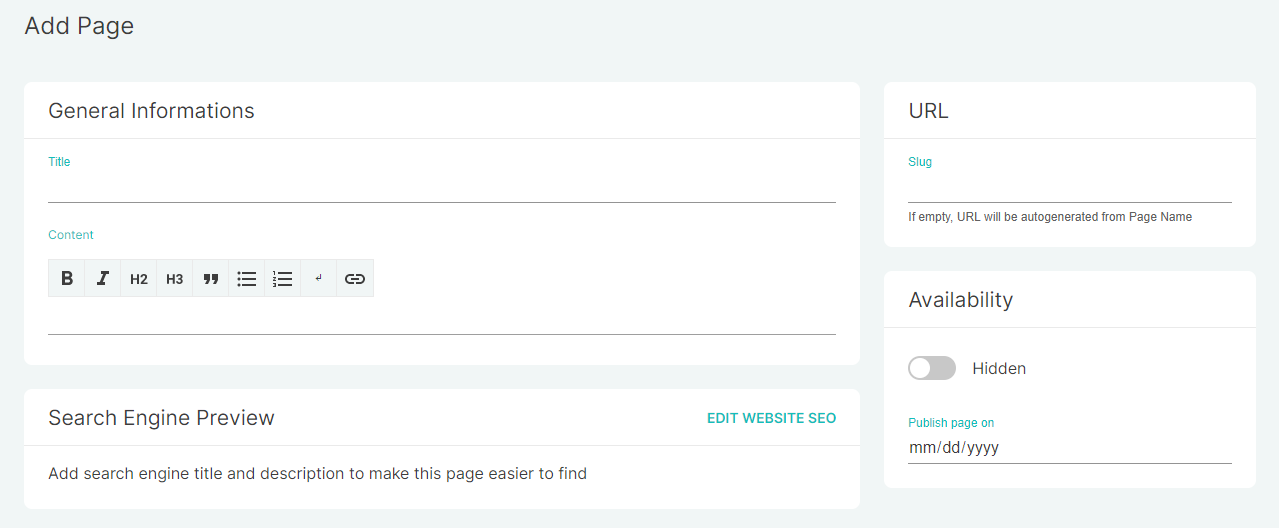 Add Page
General Informations
Title
Content
B I H2 H3
Search Engine Preview
EDIT WEBSITE SEO
Add search engine title and description to make this page easier to find
URL
Slug
If empty, URL will be autogenerated from Page Name
Availability
Hidden
Publish page on
mm/dd/yyyy